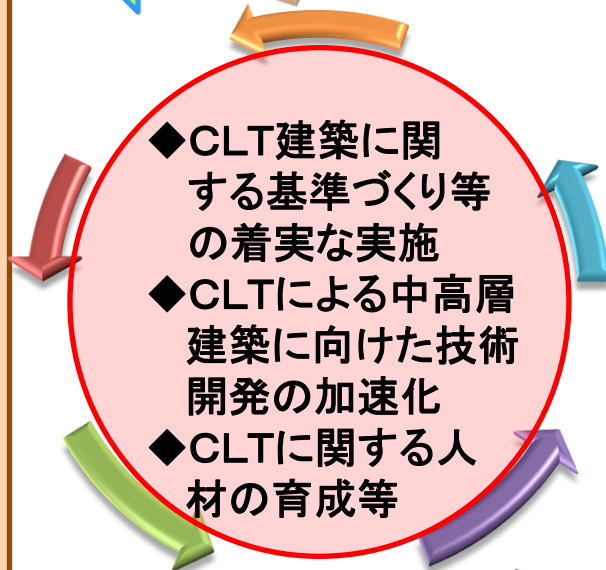 ◆CLT建築に関
する基準づくり等
の着実な実施
◆CLTによる中高層
建築に向けた技術
開発の加速化
◆CLTに関する人
材の育成等